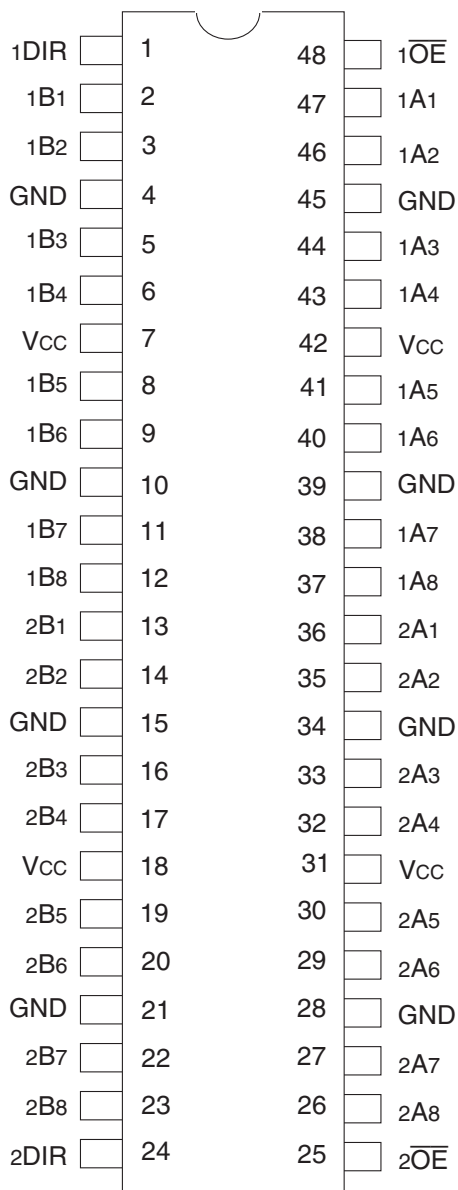 1DIR 1 48 1O̅E̅
1B1 2 47 1A1
1B2 3 46 1A2
GND 4 45 GND
1B3 5 44 1A3
1B4 6 43 1A4
VCC 7 42 VCC
1B5 8 41 1A5
1B6 9 40 1A6
GND 10 39 GND
1B7 11 38 1A7
1B8 12 37 1A8
2B1 13 36 2A1
2B2 14 35 2A2
GND 15 34 GND
2B3 16 33 2A3
2B4 17 32 2A4
VCC 18 31 VCC
2B5 19 30 2A5
2B6 20 29 2A6
GND 21 28 GND
2B7 22 27 2A7
2B8 23 26 2A8
2DIR 24 25 2O̅E̅